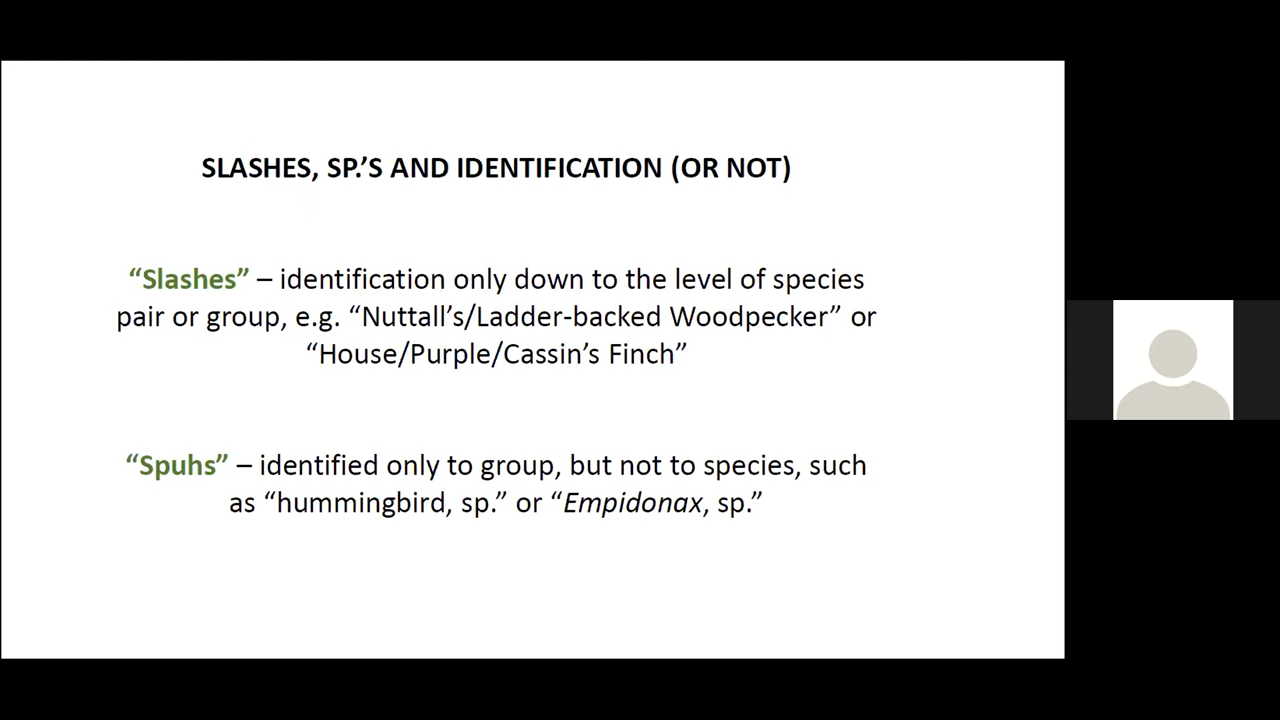 SLASHES, SP.'S AND IDENTIFICATION (OR NOT)
“Slashes” – identification only down to the level of species
pair or group, e.g. “Nuttall’s/Ladder-backed Woodpecker” or
“House/Purple/Cassin’s Finch”
“Spuhs” – identified only to group, but not to species, such
as “hummingbird, sp.” or “Empidonax, sp.”